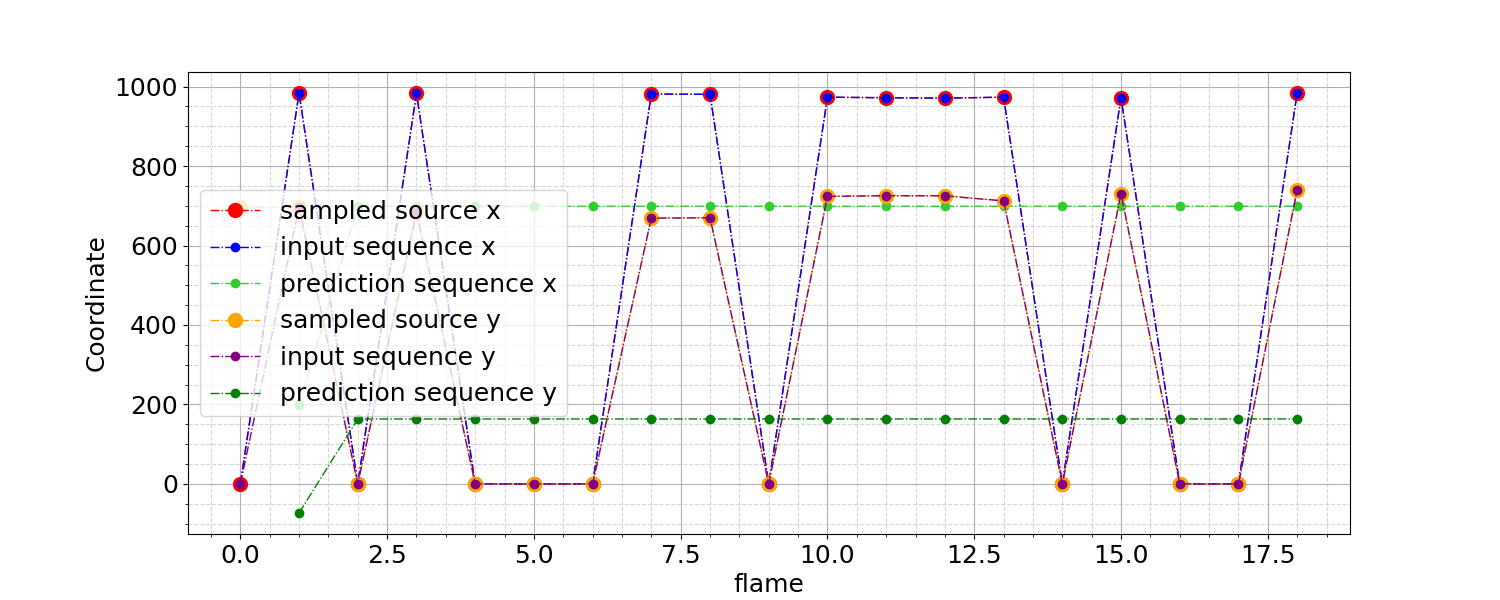 1000
800
600
400
200
0
Coordinate
sampled source x
input sequence x
prediction sequence x
sampled source y
input sequence y
prediction sequence y
0.0 2.5 5.0 7.5 10.0 12.5 15.0 17.5
flame